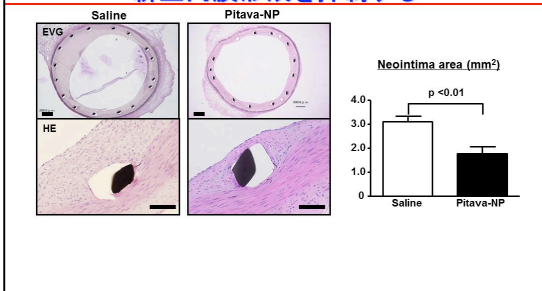 Saline
Pitava-NP
EVG
HE
Neointima area (mm²)
p <0.01
4.0
3.0
2.0
1.0
0
Saline
Pitava-NP